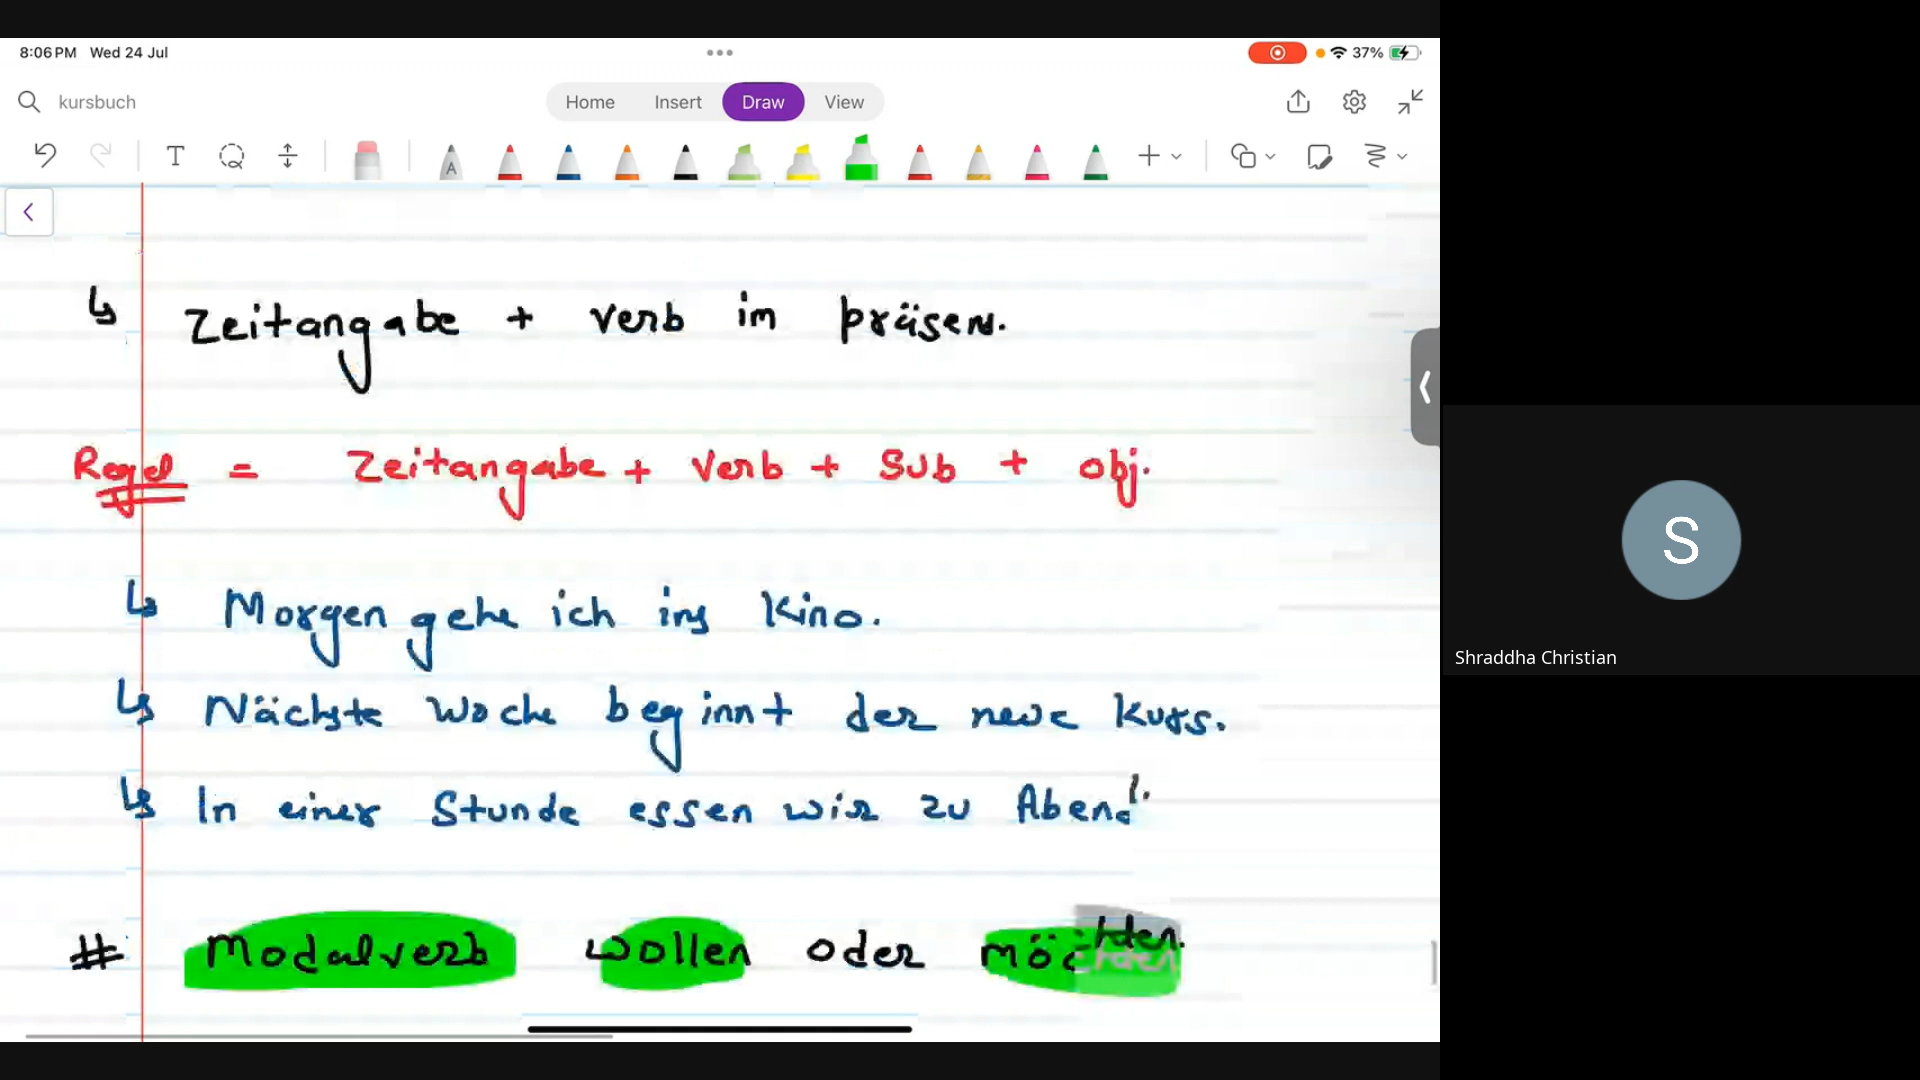 8:06 PM Wed 24 Jul
37%
kursbuch
Home Insert Draw View
↳ Zeitangabe + verb im präsens.
Regel = Zeitangabe + Verb + Sub + obj.
↳ Morgen gehe ich ins Kino.
↳ Nächste Woche beginnt der neue Kurs.
↳ In einer Stunde essen wir zu Abend.
# Modalverb wollen oder möchten.
S
Shraddha Christian